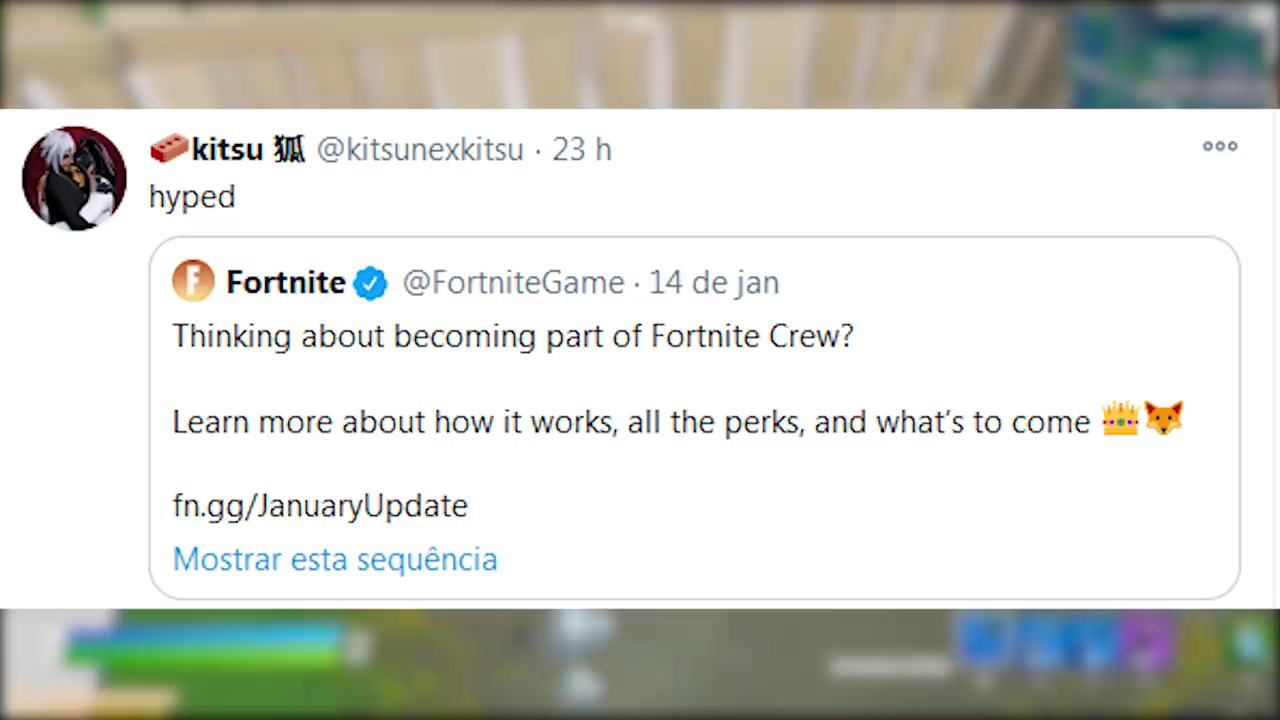 🧱kitsu 狐 @kitsunexkitsu · 23 h
hyped
Fortnite @FortniteGame · 14 de jan
Thinking about becoming part of Fortnite Crew?
Learn more about how it works, all the perks, and what's to come 👑🦊
fn.gg/JanuaryUpdate
Mostrar esta sequência